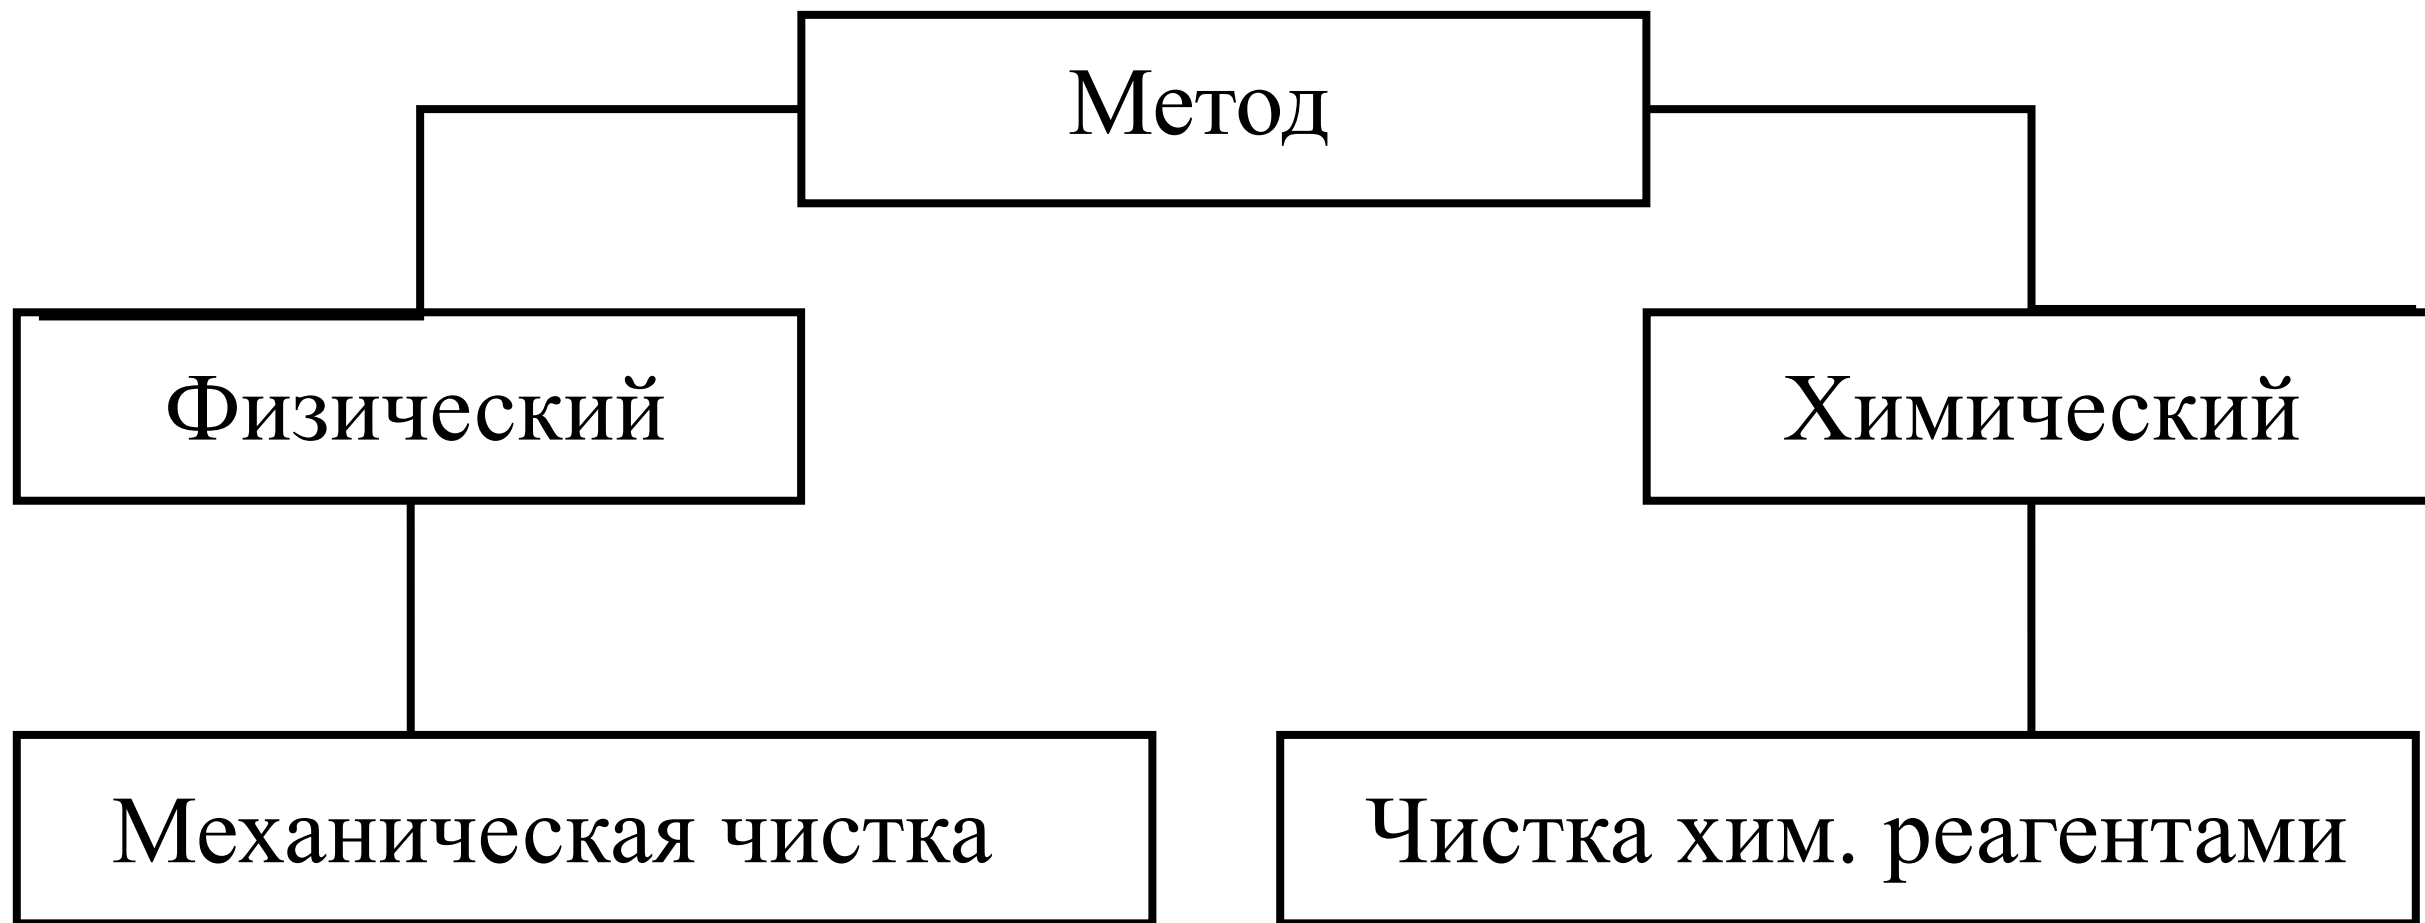 Метод
Физический
Химический
Механическая чистка
Чистка хим. реагентами